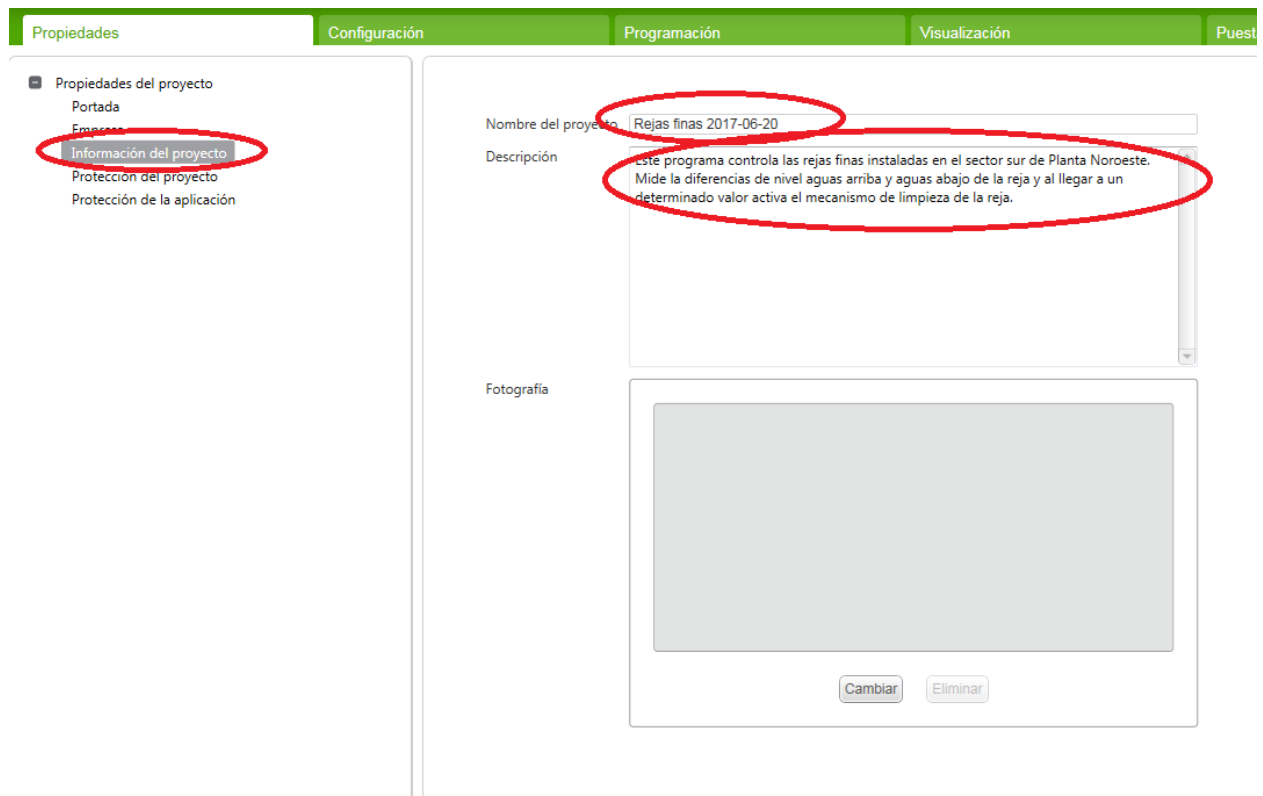 Propiedades
Configuración
Programación
Visualización
Puest
Propiedades del proyecto
Portada
Empresa
Información del proyecto
Protección del proyecto
Protección de la aplicación
Nombre del proyecto
Rejas finas 2017-06-20
Descripción
Este programa controla las rejas finas instaladas en el sector sur de Planta Noroeste.
Mide la diferencias de nivel aguas arriba y aguas abajo de la reja y al llegar a un
determinado valor activa el mecanismo de limpieza de la reja.
Fotografía
Cambiar
Eliminar